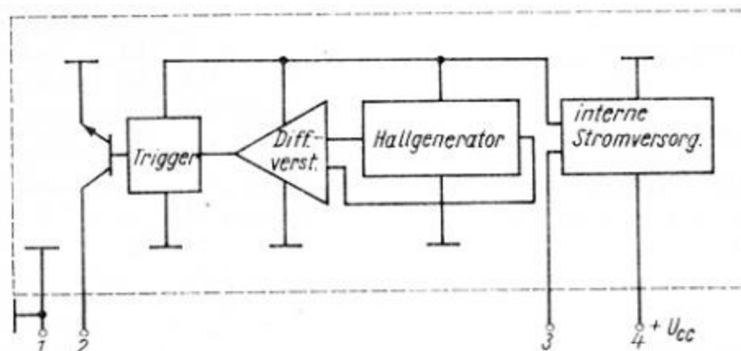 Trigger
Diff.-
verst.
Hallgenerator
interne
Stromversorg.
1
2
3
4
+ Ucc